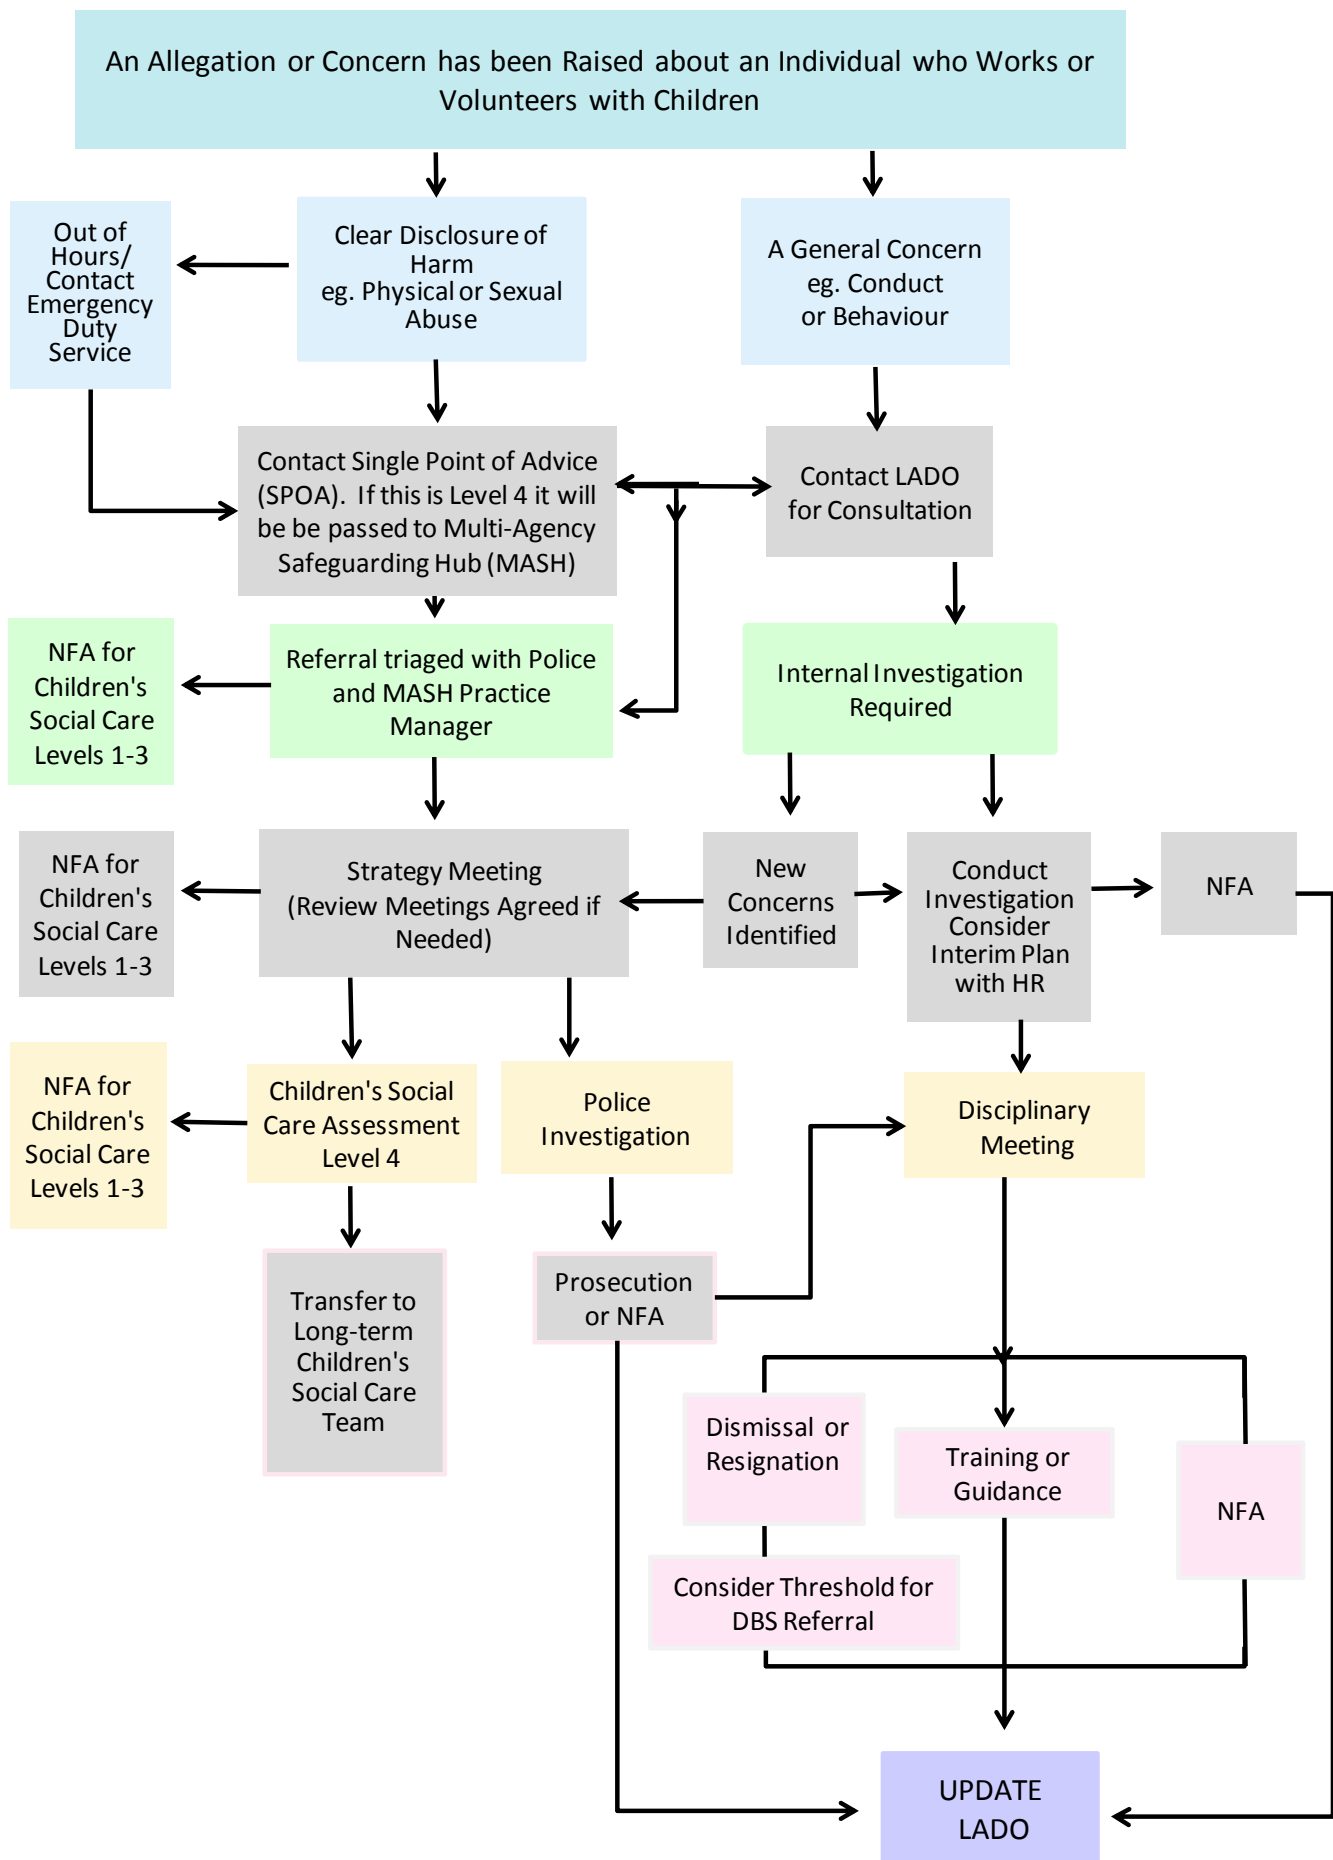 An Allegation or Concern has been Raised about an Individual who Works or
Volunteers with Children
Out of
Hours/
Contact
Emergency
Duty
Service
Clear Disclosure of
Harm
eg. Physical or Sexual
Abuse
A General Concern
eg. Conduct
or Behaviour
Contact Single Point of Advice
(SPOA). If this is Level 4 it will
be be passed to Multi-Agency
Safeguarding Hub (MASH)
Contact LADO
for Consultation
NFA for
Children's
Social Care
Levels 1-3
Referral triaged with Police
and MASH Practice
Manager
Internal Investigation
Required
NFA for
Children's
Social Care
Levels 1-3
Strategy Meeting
(Review Meetings Agreed if
Needed)
New
Concerns
Identified
Conduct
Investigation
Consider
Interim Plan
with HR
NFA
NFA for
Children's
Social Care
Levels 1-3
Children's Social
Care Assessment
Level 4
Police
Investigation
Disciplinary
Meeting
Transfer to
Long-term
Children's
Social Care
Team
Prosecution
or NFA
Dismissal or
Resignation
Training or
Guidance
NFA
Consider Threshold for
DBS Referral
UPDATE
LADO